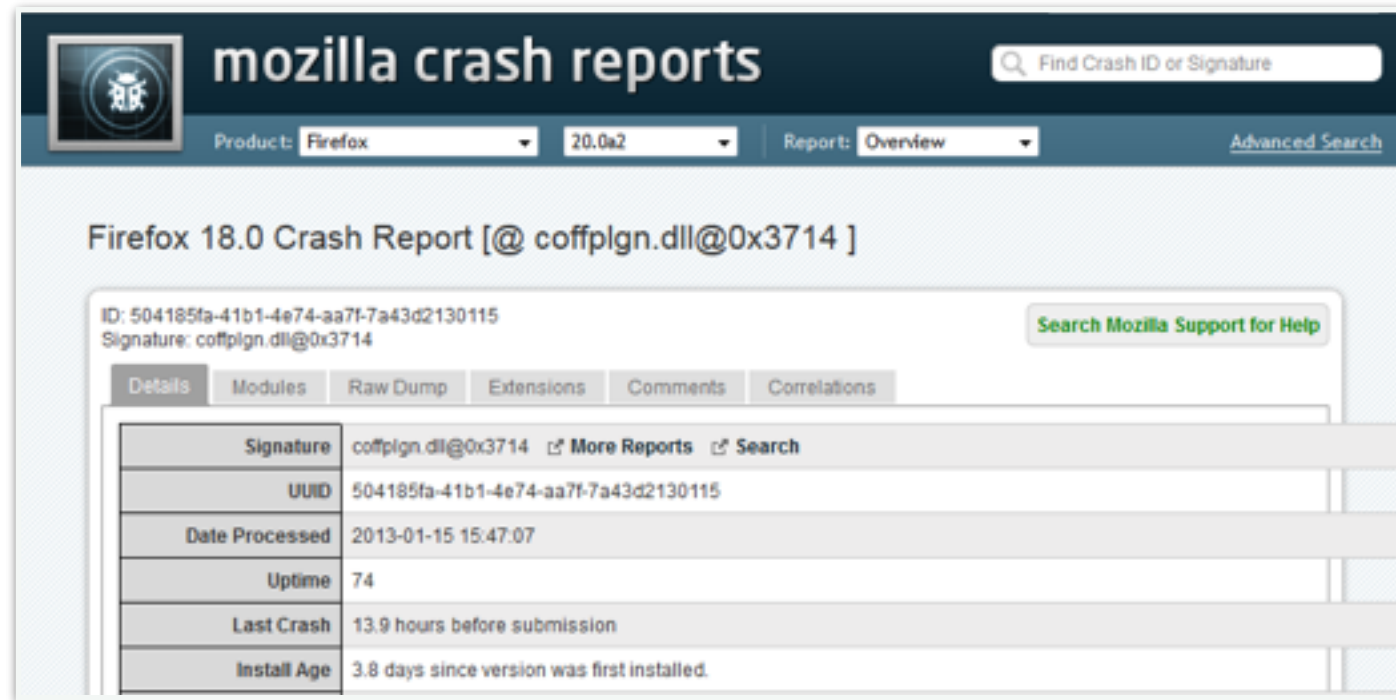 mozilla crash reports
Find Crash ID or Signature
Product: Firefox 20.0a2 Report: Overview Advanced Search
Firefox 18.0 Crash Report [@ coffplgn.dll@0x3714 ]
ID: 504185fa-41b1-4e74-aa7f-7a43d2130115
Signature: coffplgn.dll@0x3714
Search Mozilla Support for Help
Details Modules Raw Dump Extensions Comments Correlations
Signature coffplgn.dll@0x3714 More Reports Search
UUID 504185fa-41b1-4e74-aa7f-7a43d2130115
Date Processed 2013-01-15 15:47:07
Uptime 74
Last Crash 13.9 hours before submission
Install Age 3.8 days since version was first installed.